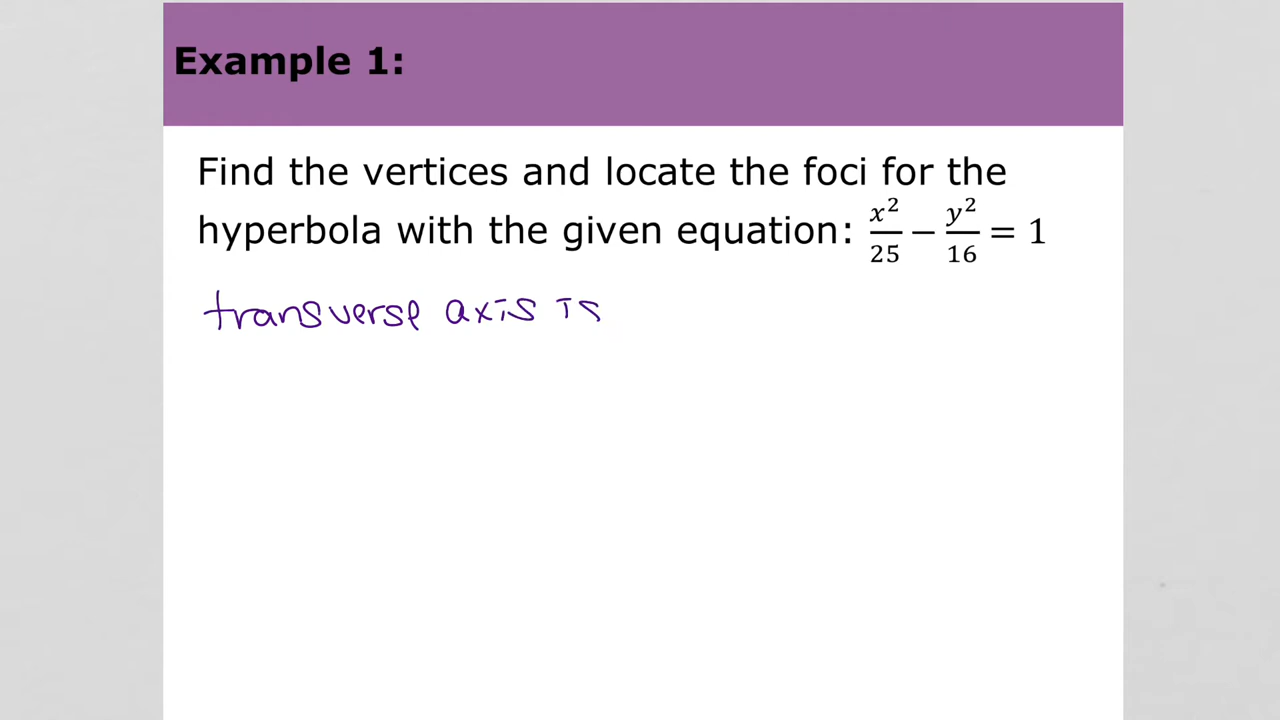 Example 1:
Find the vertices and locate the foci for the
hyperbola with the given equation: x²/25 − y²/16 = 1
transverse axis is